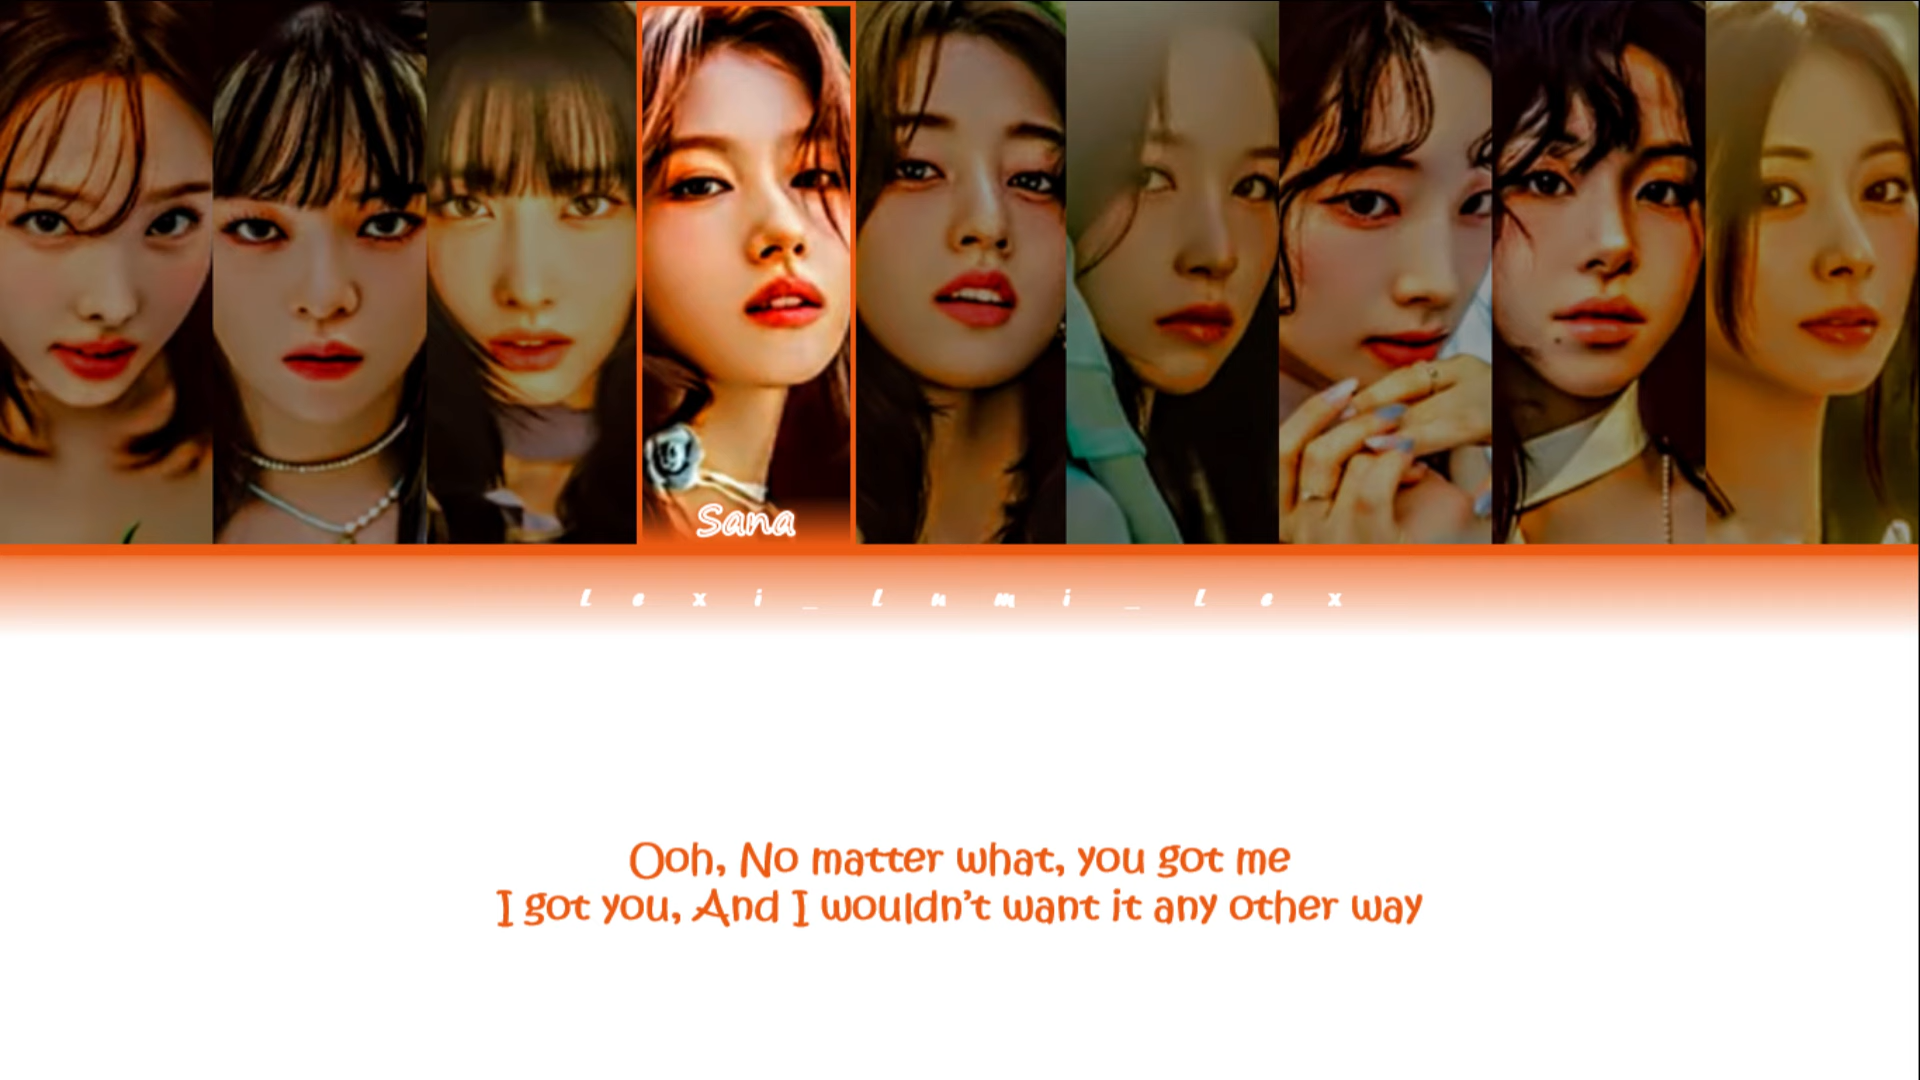 Sana
Lexi_Lumi_Lex
Ooh, No matter what, you got me
I got you, And I wouldn't want it any other way